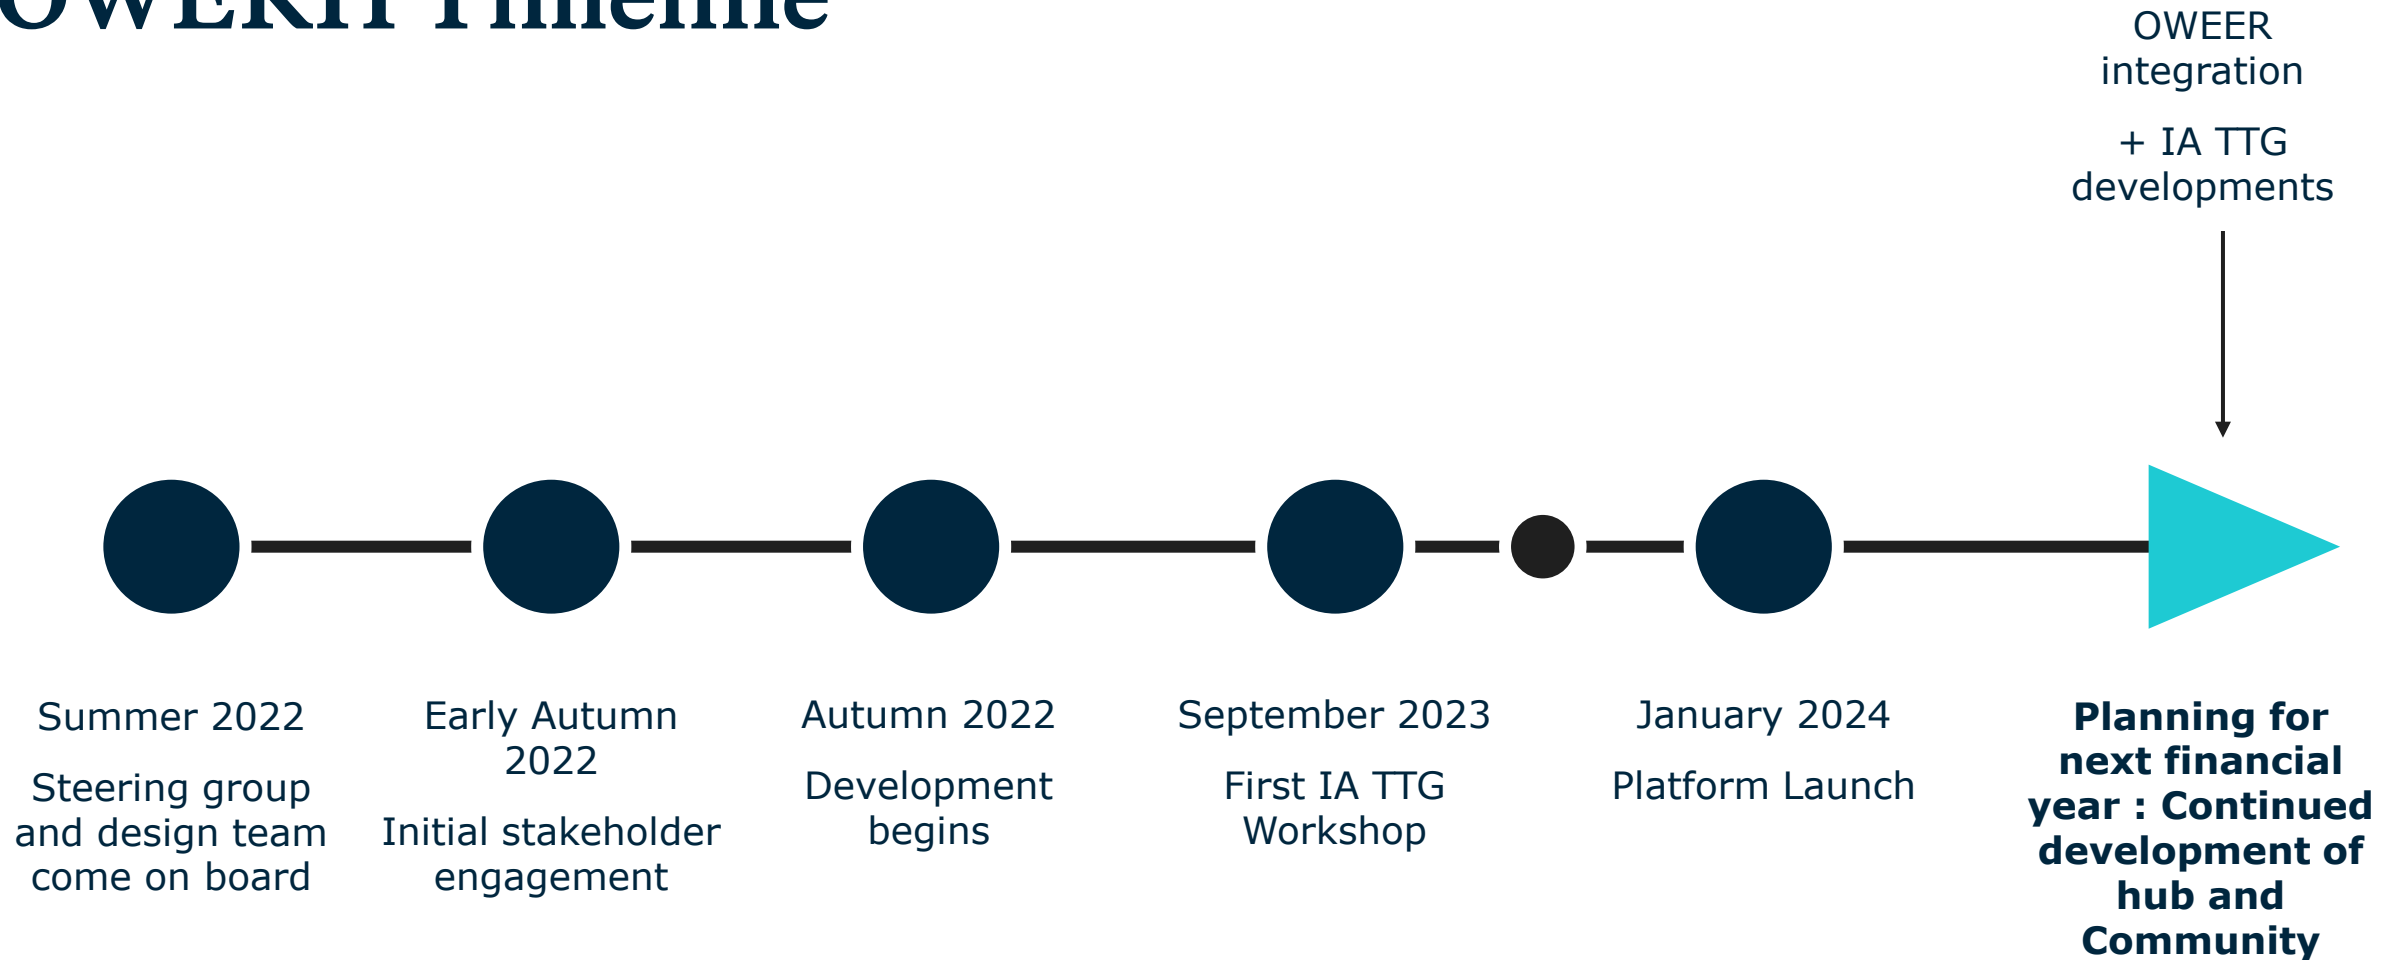 OWERIT Timeline
OWEER
integration
+ IA TTG
developments
Summer 2022
Steering group
and design team
come on board
Early Autumn
2022
Initial stakeholder
engagement
Autumn 2022
Development
begins
September 2023
First IA TTG
Workshop
January 2024
Platform Launch
Planning for
next financial
year : Continued
development of
hub and
Community